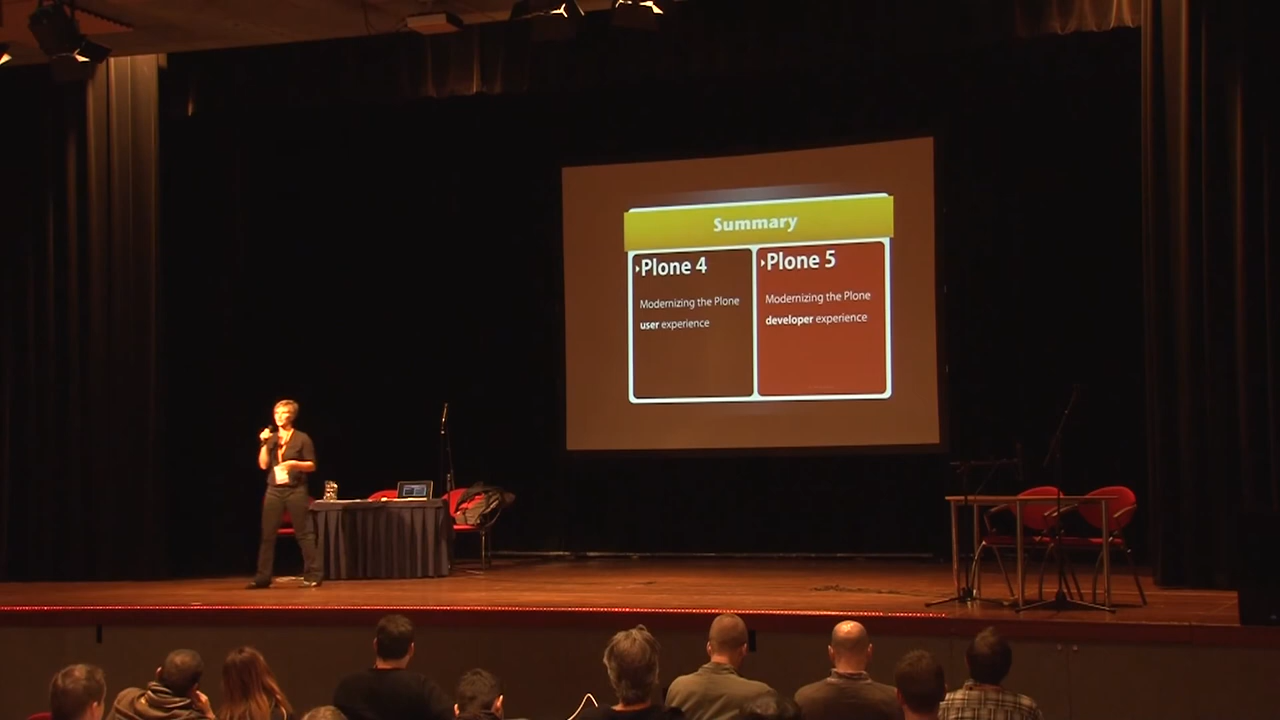 Summary
Plone 4
Modernizing the Plone
user experience
Plone 5
Modernizing the Plone
developer experience